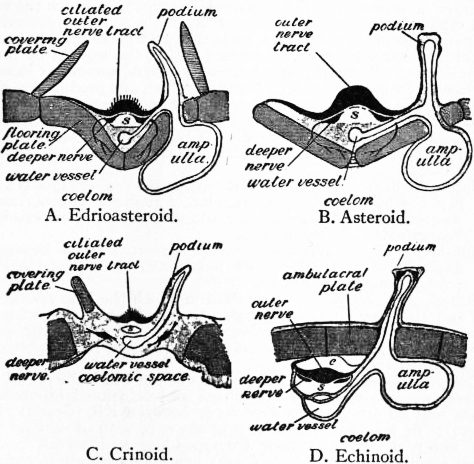 ciliated
outer
nerve tract
podium
covering
plate
s
flooring
plate.
deeper nerve
water vessel
amp-
ulla.
coelom
A. Edrioasteroid.
outer
nerve
tract
podium
s
deeper
nerve
water vessel.
amp-
ulla
coelom
B. Asteroid.
ciliated
outer
nerve tract
podium
covering
plate
s
deeper
nerve.
water vessel
coelomic space.
C. Crinoid.
podium
ambulacral
plate
outer
nerve
e
deeper
nerve
s
water vessel
amp-
ulla
coelom
D. Echinoid.